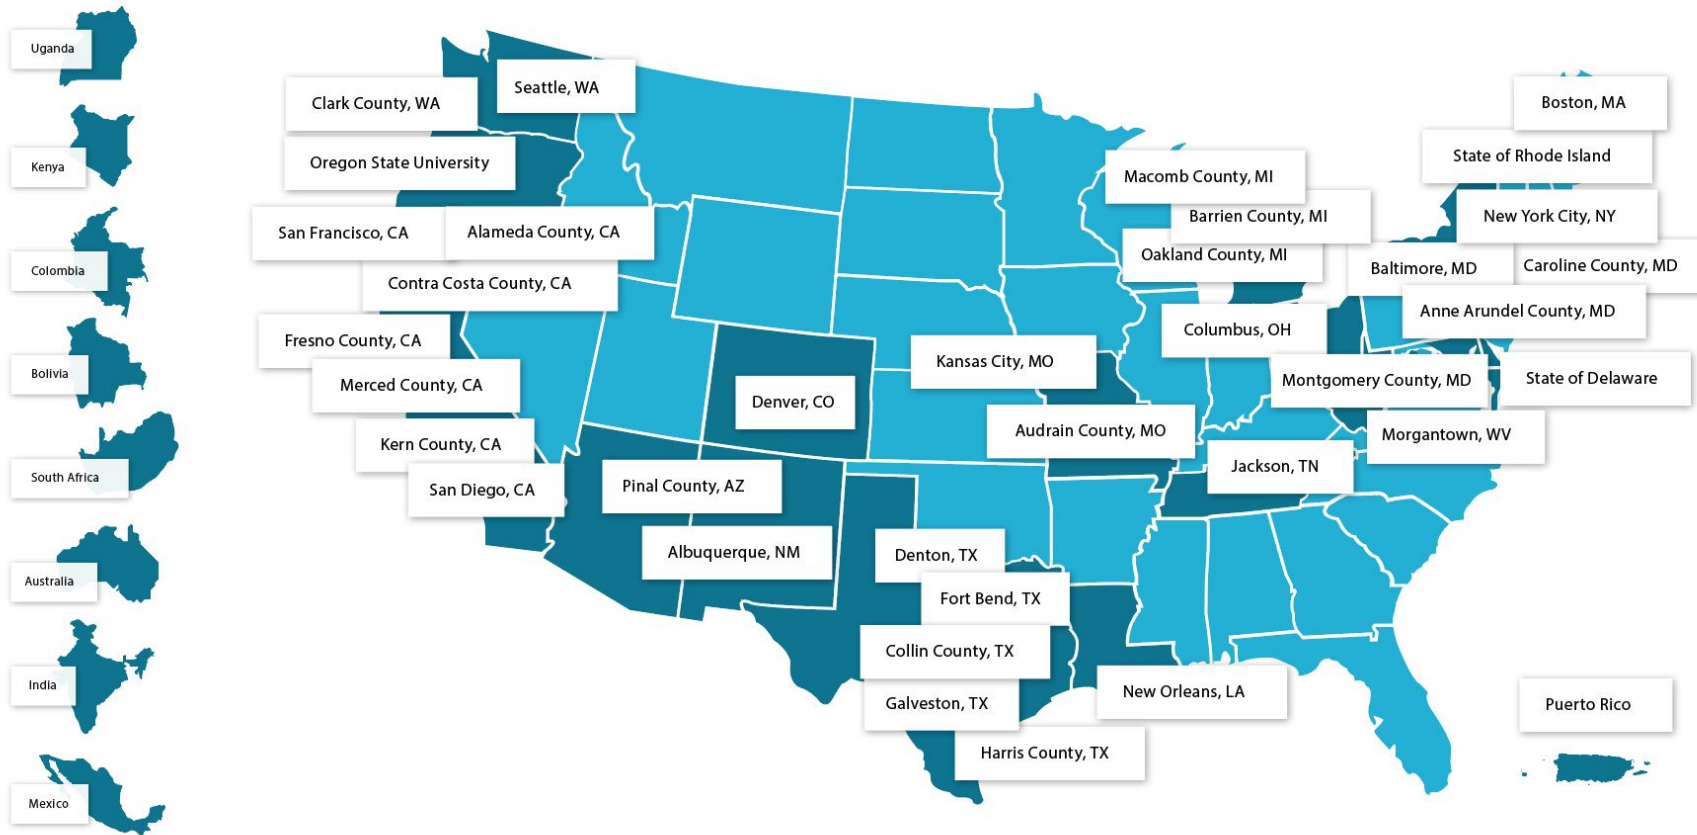 Uganda
Kenya
Colombia
Bolivia
South Africa
Australia
India
Mexico
Seattle, WA
Clark County, WA
Oregon State University
San Francisco, CA
Alameda County, CA
Contra Costa County, CA
Fresno County, CA
Merced County, CA
Kern County, CA
San Diego, CA
Denver, CO
Pinal County, AZ
Albuquerque, NM
Kansas City, MO
Audrain County, MO
Denton, TX
Fort Bend, TX
Collin County, TX
Galveston, TX
Harris County, TX
New Orleans, LA
Jackson, TN
Macomb County, MI
Barrien County, MI
Oakland County, MI
Columbus, OH
Boston, MA
State of Rhode Island
New York City, NY
Baltimore, MD
Caroline County, MD
Anne Arundel County, MD
Montgomery County, MD
State of Delaware
Morgantown, WV
Puerto Rico